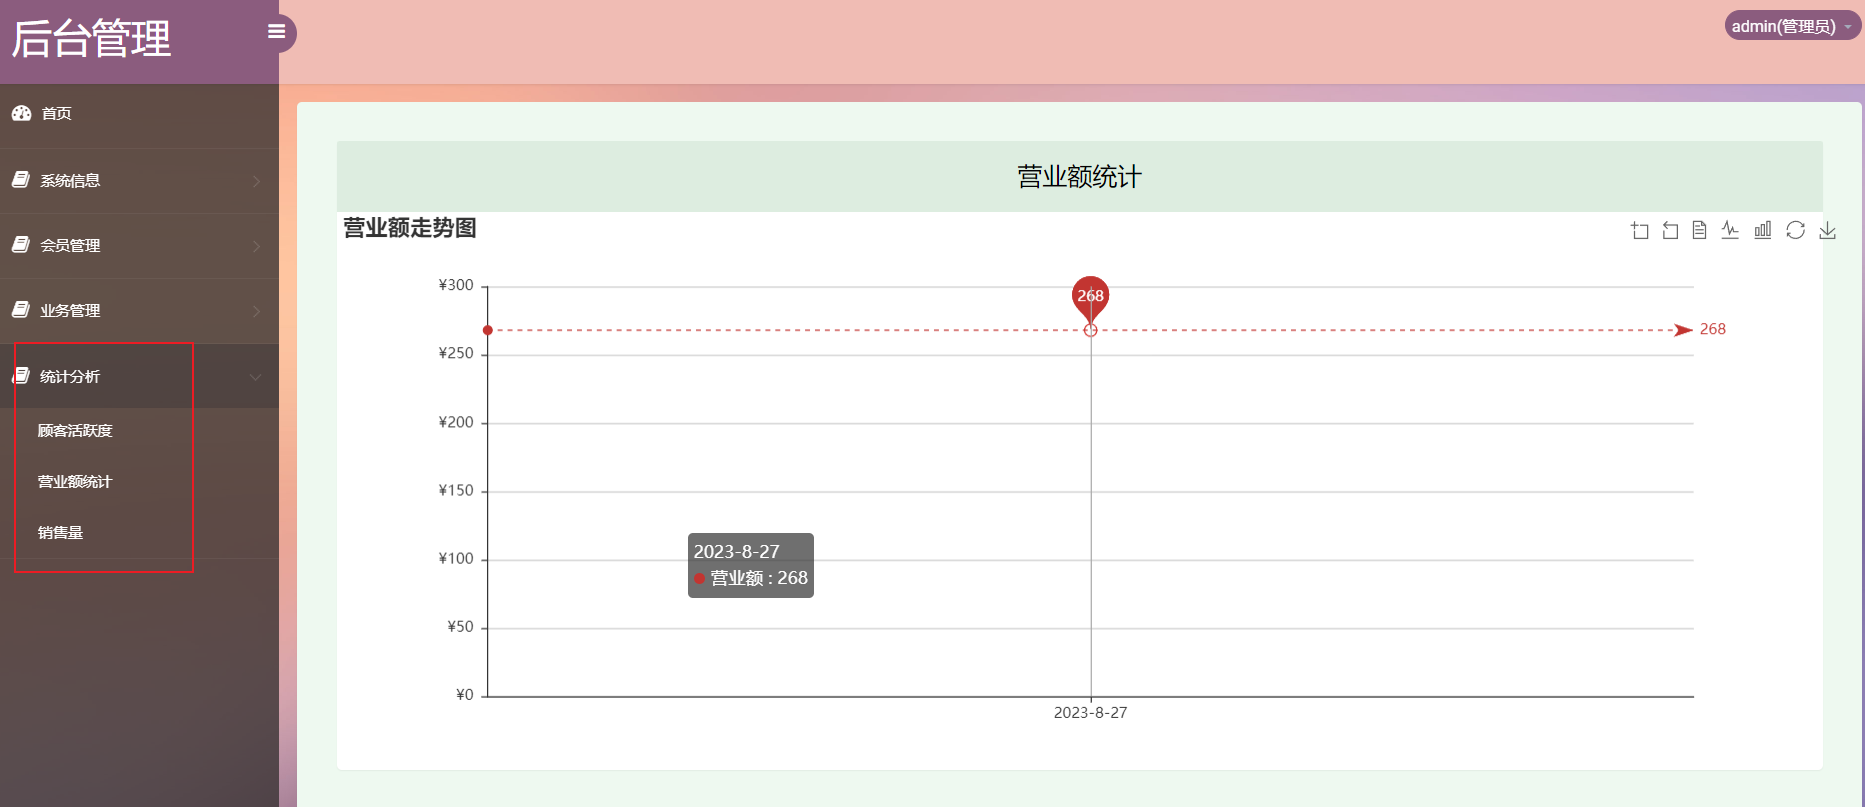 后台管理
admin(管理员)
首页
系统信息
会员管理
业务管理
统计分析
顾客活跃度
营业额统计
销售量
营业额统计
营业额走势图
¥300
¥250
¥200
¥150
¥100
¥50
¥0
268
268
2023-8-27
营业额 : 268
2023-8-27